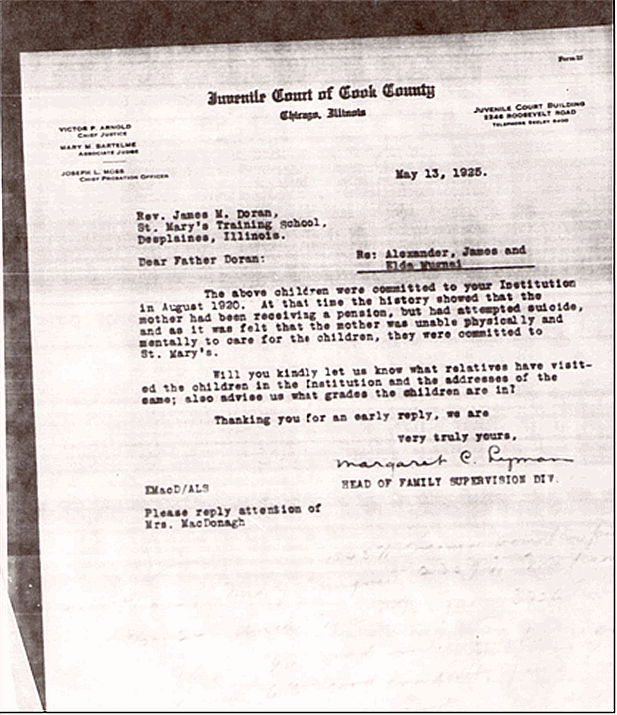 Form 25
Juvenile Court of Cook County
Chicago, Illinois
JUVENILE COURT BUILDING
2246 ROOSEVELT ROAD
TELEPHONE SEELEY 8400
VICTOR P. ARNOLD
CHIEF JUSTICE
MARY M. BARTELME
ASSOCIATE JUDGE
JOSEPH L. MOSS
CHIEF PROBATION OFFICER
May 13, 1925.
Rev. James M. Doran,
St. Mary's Training School,
Desplaines, Illinois.
Dear Father Doran:
Re: Alexander, James and
Elda Mugnai
The above children were committed to your Institution
in August 1920. At that time the history showed that the
mother had been receiving a pension, but had attempted suicide,
and as it was felt that the mother was unable physically and
mentally to care for the children, they were committed to
St. Mary's.
Will you kindly let us know what relatives have visit-
ed the children in the Institution and the addresses of the
same; also advise us what grades the children are in?
Thanking you for an early reply, we are
Very truly yours,
Margaret C. Lyman
HEAD OF FAMILY SUPERVISION DIV.
EMacD/ALS
Please reply attention of
Mrs. MacDonagh